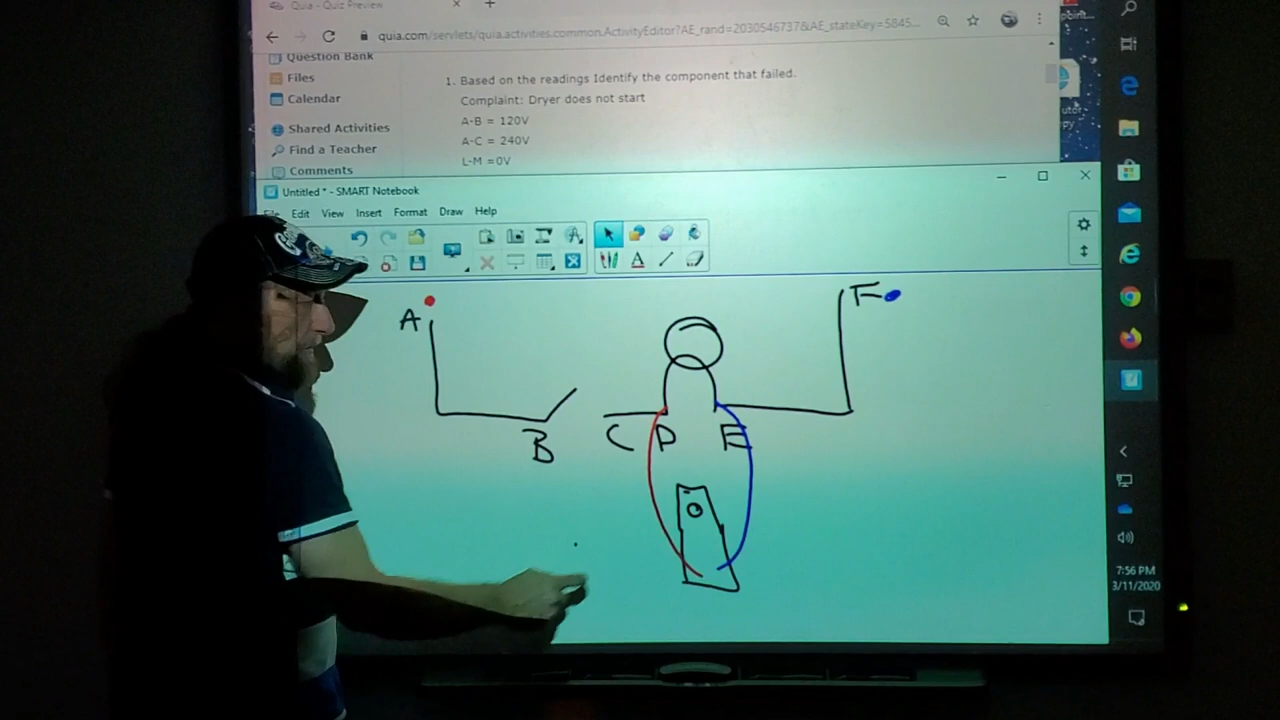 Quia - Quiz Preview
quia.com/servlets/quia.activities.common.ActivityEditor?AE_rand=2030546737&AE_stateKey=5845...
Question Bank
Files
Calendar
Shared Activities
Find a Teacher
Comments
1. Based on the readings Identify the component that failed.
Complaint: Dryer does not start
A-B = 120V
A-C = 240V
L-M =0V
Untitled * - SMART Notebook
Edit View Insert Format Draw Help
A
B
C
D
E
F
7:56 PM
3/11/2020